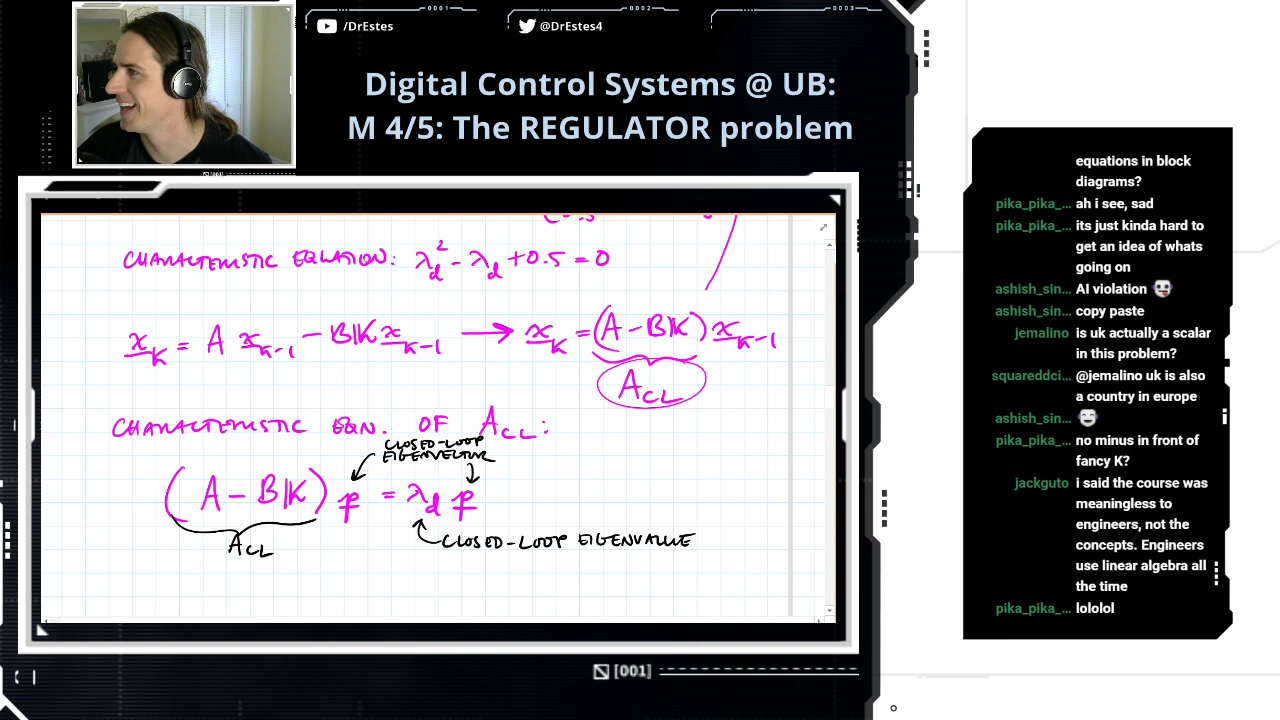 [0001]
[0002]
[0003]
/DrEstes
@DrEstes4
Digital Control Systems @ UB:
M 4/5: The REGULATOR problem
CHARACTERISTIC EQUATION: λd² - λd + 0.5 = 0
xK = A xK-1 - BK xK-1 → xK = (A - BK) xK-1
ACL
CHARACTERISTIC EQN. OF ACL:
CLOSED-LOOP
EIGENVECTOR
(A - BK) p = λd p
ACL
CLOSED-LOOP EIGENVALUE
[001]
equations in block
diagrams?
pika_pika_... ah i see, sad
pika_pika_... its just kinda hard to
get an idea of whats
going on
ashish_sin... AI violation
ashish_sin... copy paste
jemalino is uk actually a scalar
in this problem?
squareddci... @jemalino uk is also
a country in europe
ashish_sin...
pika_pika_... no minus in front of
fancy K?
jackguto i said the course was
meaningless to
engineers, not the
concepts. Engineers
use linear algebra all
the time
pika_pika_... lololol